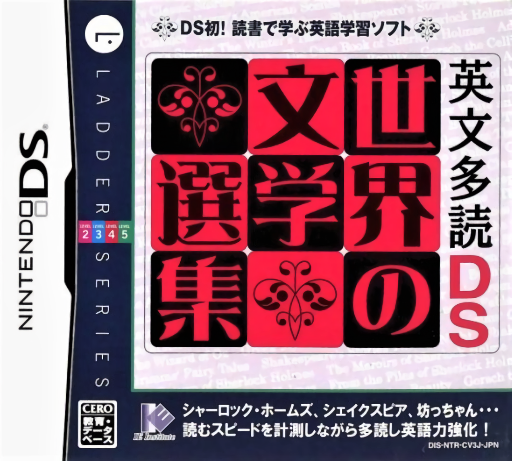 DS初! 読書で学ぶ英語学習ソフト
英文多読DS
世界の
文学
選集
NINTENDO DS
L
LADDER SERIES
LEVEL 2
LEVEL 3
LEVEL 4
LEVEL 5
CERO
教育・データベース
IE Institute
シャーロック・ホームズ、シェイクスピア、坊っちゃん・・・
読むスピードを計測しながら多読し英語力強化!
DIS-NTR-CV3J-JPN